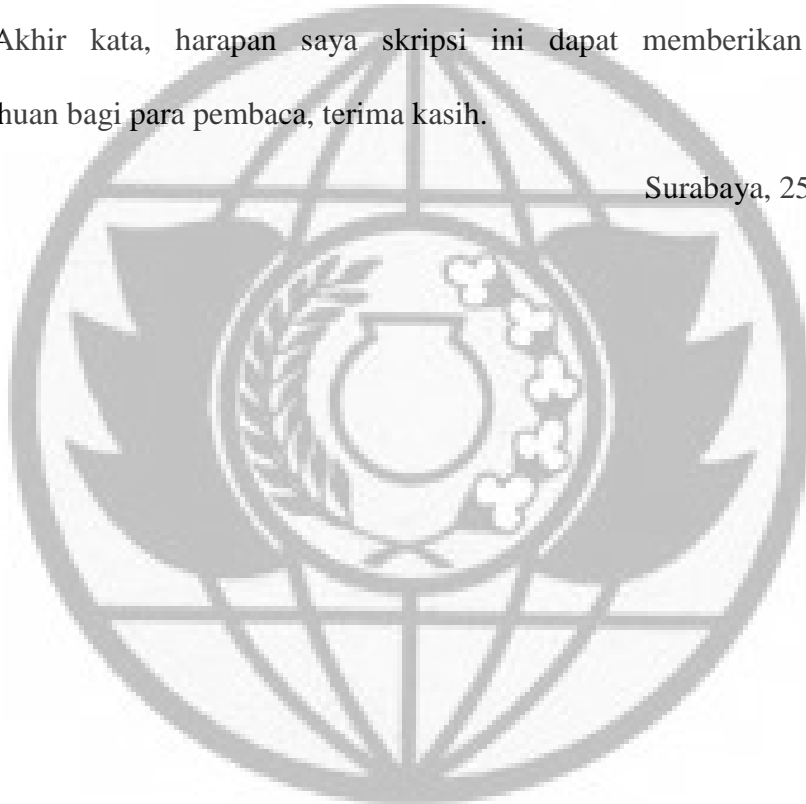 Akhir kata, harapan saya skripsi ini dapat memberikan
huan bagi para pembaca, terima kasih.
Surabaya, 25